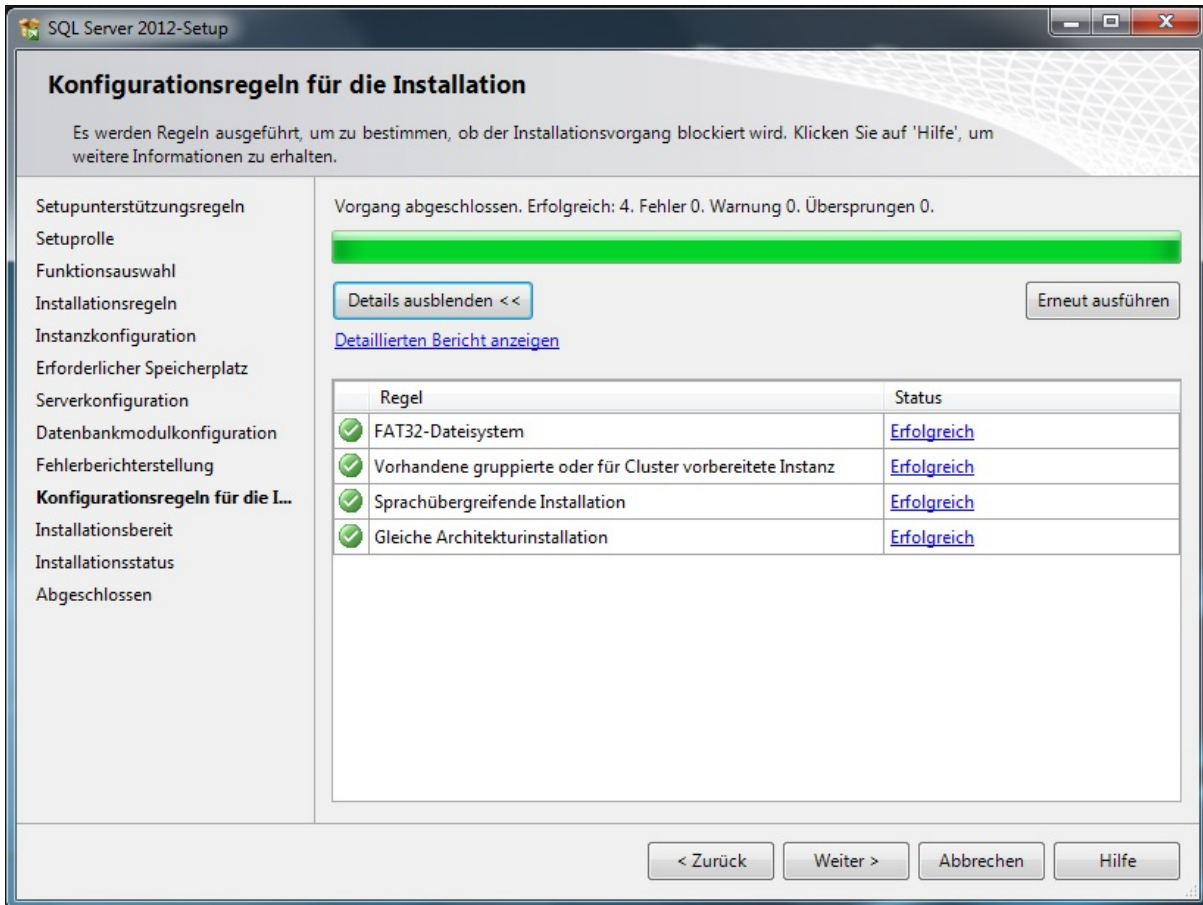 SQL Server 2012-Setup
Konfigurationsregeln für die Installation
Es werden Regeln ausgeführt, um zu bestimmen, ob der Installationsvorgang blockiert wird. Klicken Sie auf 'Hilfe', um
weitere Informationen zu erhalten.
Setupunterstützungsregeln
Setuprolle
Funktionsauswahl
Installationsregeln
Instanzkonfiguration
Erforderlicher Speicherplatz
Serverkonfiguration
Datenbankmodulkonfiguration
Fehlerberichterstellung
Konfigurationsregeln für die I...
Installationsbereit
Installationsstatus
Abgeschlossen
Vorgang abgeschlossen. Erfolgreich: 4. Fehler 0. Warnung 0. Übersprungen 0.
Details ausblenden << Erneut ausführen
Detaillierten Bericht anzeigen
Regel Status
FAT32-Dateisystem Erfolgreich
Vorhandene gruppierte oder für Cluster vorbereitete Instanz Erfolgreich
Sprachübergreifende Installation Erfolgreich
Gleiche Architekturinstallation Erfolgreich
< Zurück Weiter > Abbrechen Hilfe